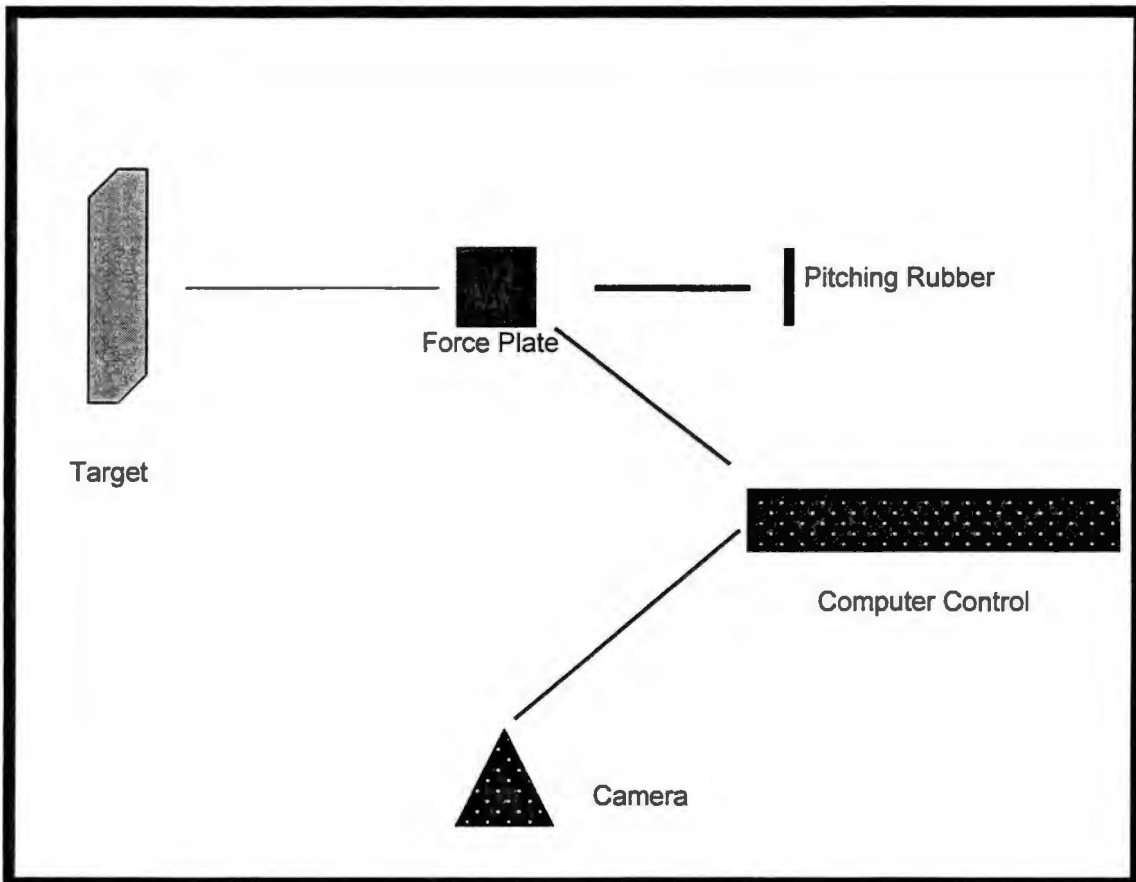 Pitching Rubber
Force Plate
Target
Computer Control
Camera